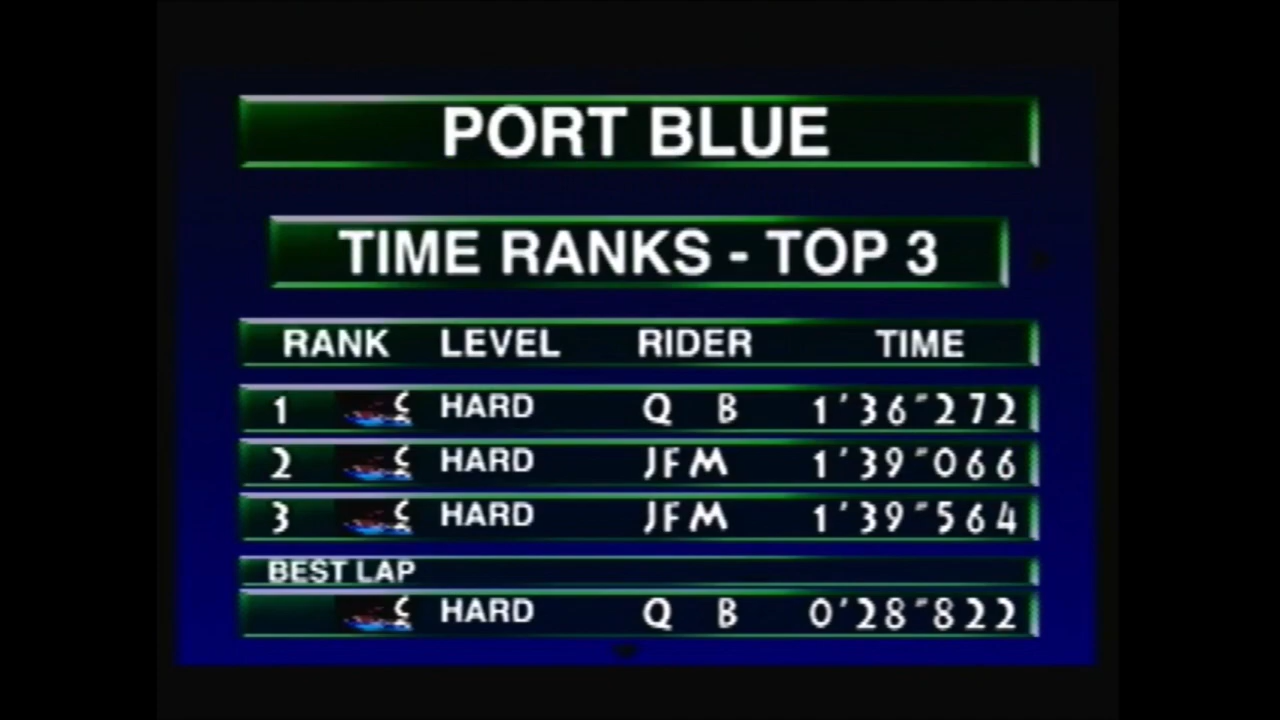 PORT BLUE
TIME RANKS - TOP 3
RANK LEVEL RIDER TIME
1 HARD Q B 1'36"272
2 HARD JFM 1'39"066
3 HARD JFM 1'39"564
BEST LAP
HARD Q B 0'28"822